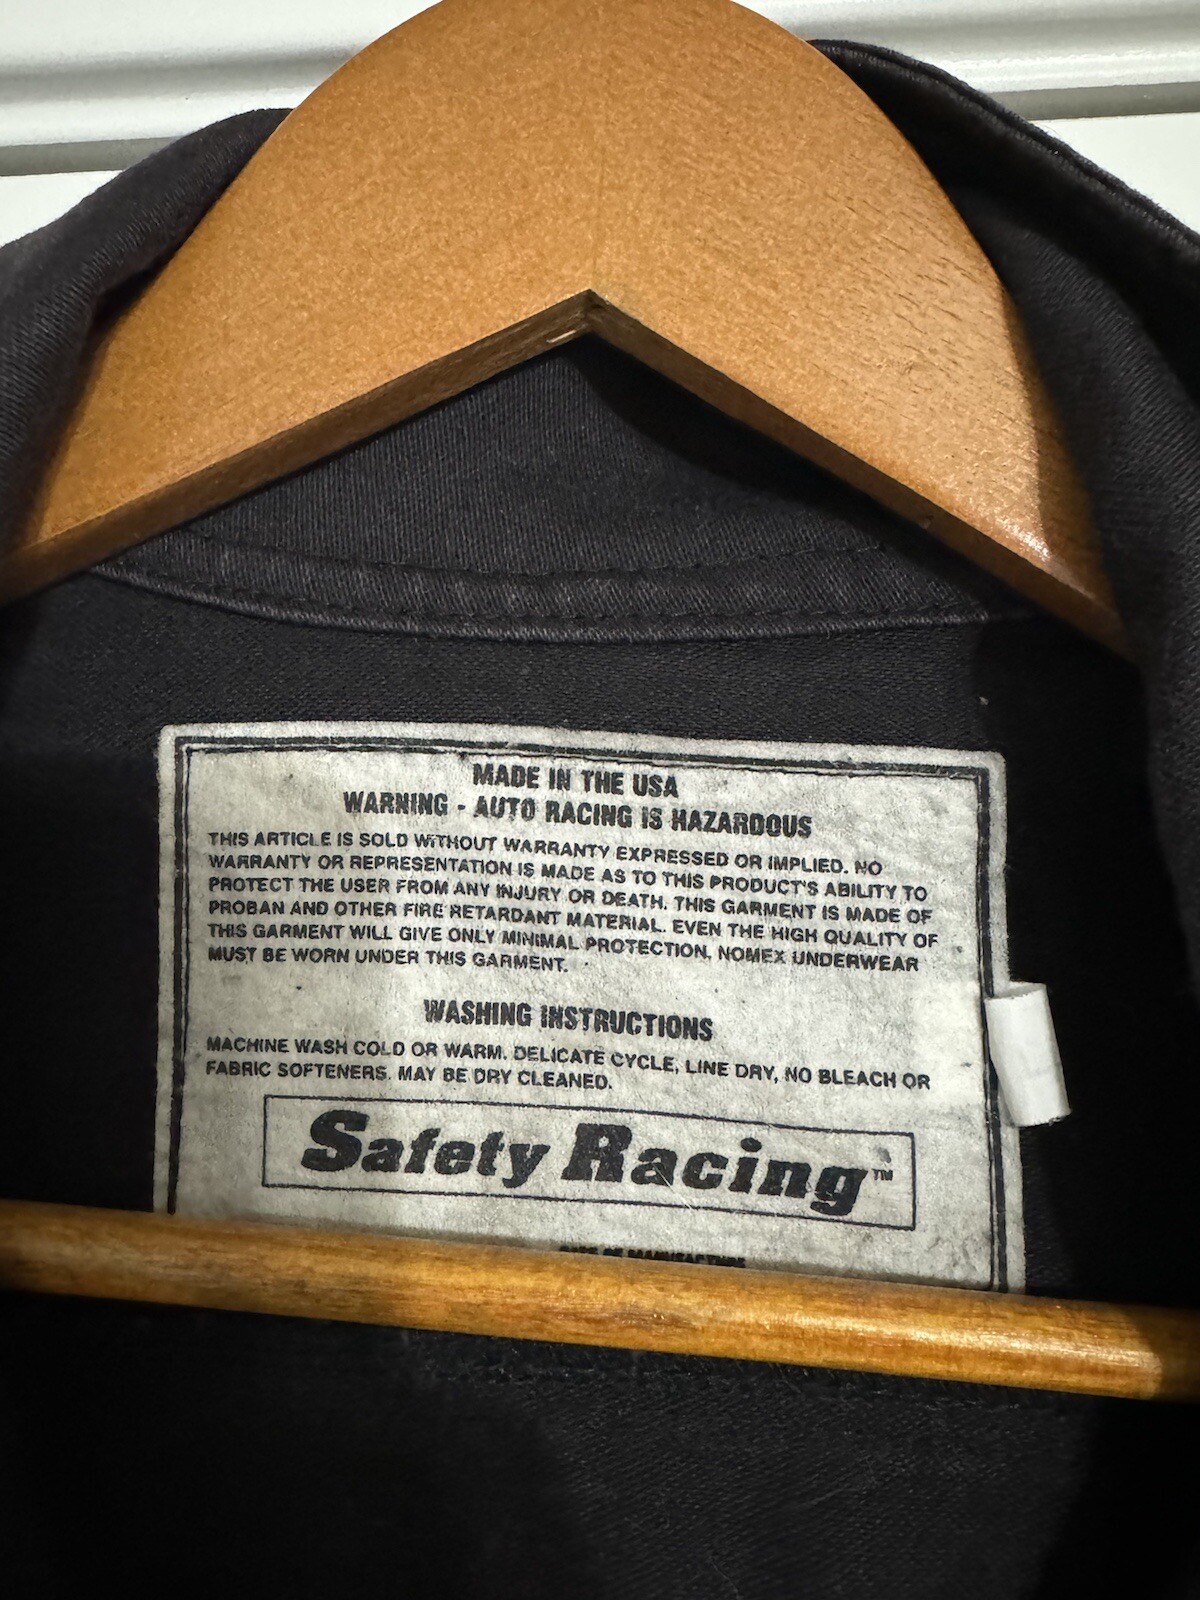 MADE IN THE USA
WARNING - AUTO RACING IS HAZARDOUS
THIS ARTICLE IS SOLD WITHOUT WARRANTY EXPRESSED OR IMPLIED. NO
WARRANTY OR REPRESENTATION IS MADE AS TO THIS PRODUCT'S ABILITY TO
PROTECT THE USER FROM ANY INJURY OR DEATH. THIS GARMENT IS MADE OF
PROBAN AND OTHER FIRE RETARDANT MATERIAL. EVEN THE HIGH QUALITY OF
THIS GARMENT WILL GIVE ONLY MINIMAL PROTECTION. NOMEX UNDERWEAR
MUST BE WORN UNDER THIS GARMENT.
WASHING INSTRUCTIONS
MACHINE WASH COLD OR WARM. DELICATE CYCLE, LINE DRY, NO BLEACH OR
FABRIC SOFTENERS. MAY BE DRY CLEANED.
Safety Racing™
OF MANUFACTURE